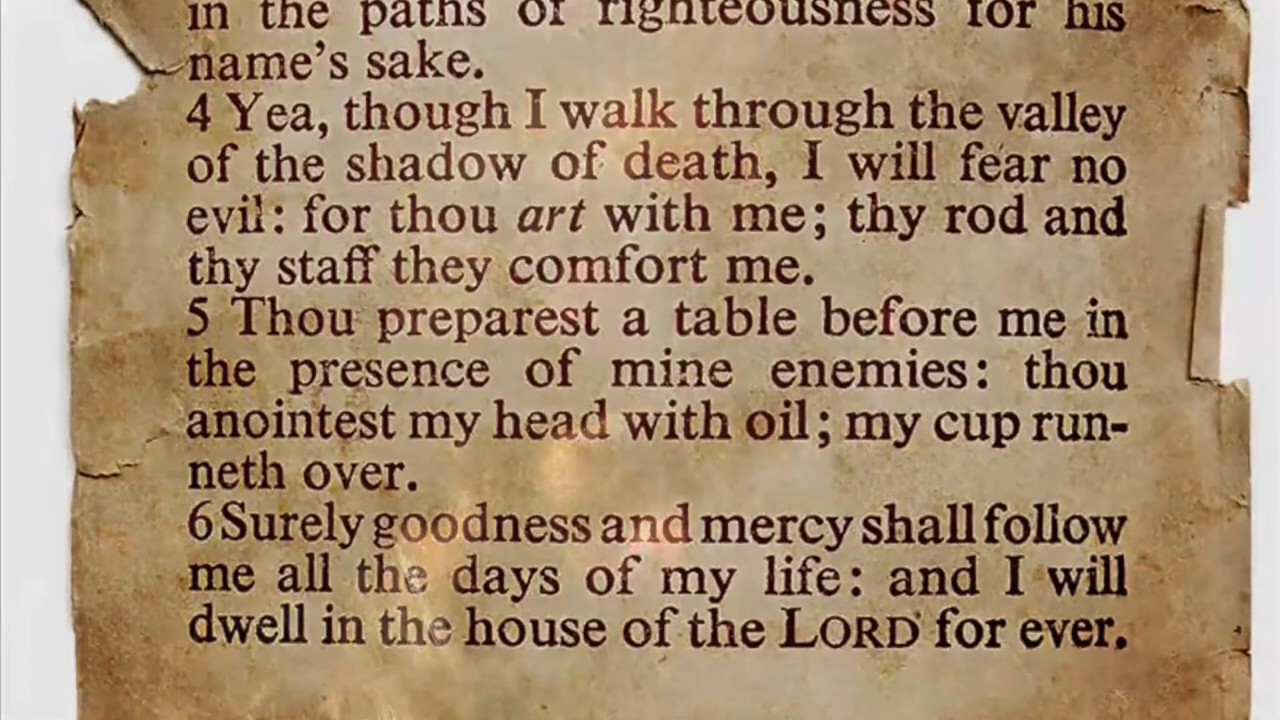 in the paths of righteousness for his
name's sake.
4 Yea, though I walk through the valley
of the shadow of death, I will fear no
evil: for thou art with me; thy rod and
thy staff they comfort me.
5 Thou preparest a table before me in
the presence of mine enemies: thou
anointest my head with oil; my cup run-
neth over.
6 Surely goodness and mercy shall follow
me all the days of my life: and I will
dwell in the house of the LORD for ever.